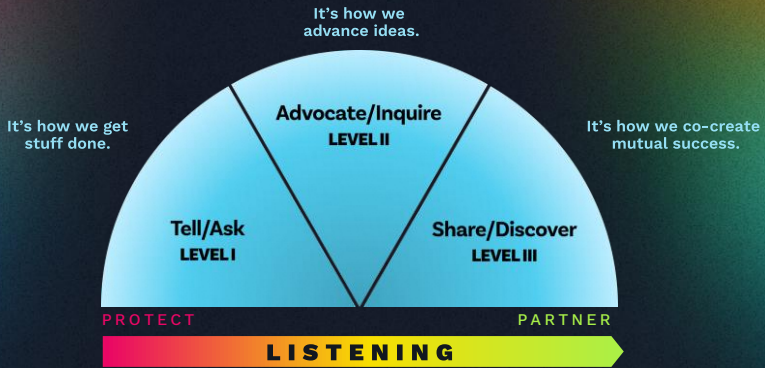 It’s how we
advance ideas.
It’s how we get
stuff done.
It’s how we co-create
mutual success.
Advocate/Inquire
LEVEL II
Tell/Ask
LEVEL I
Share/Discover
LEVEL III
PROTECT
PARTNER
LISTENING